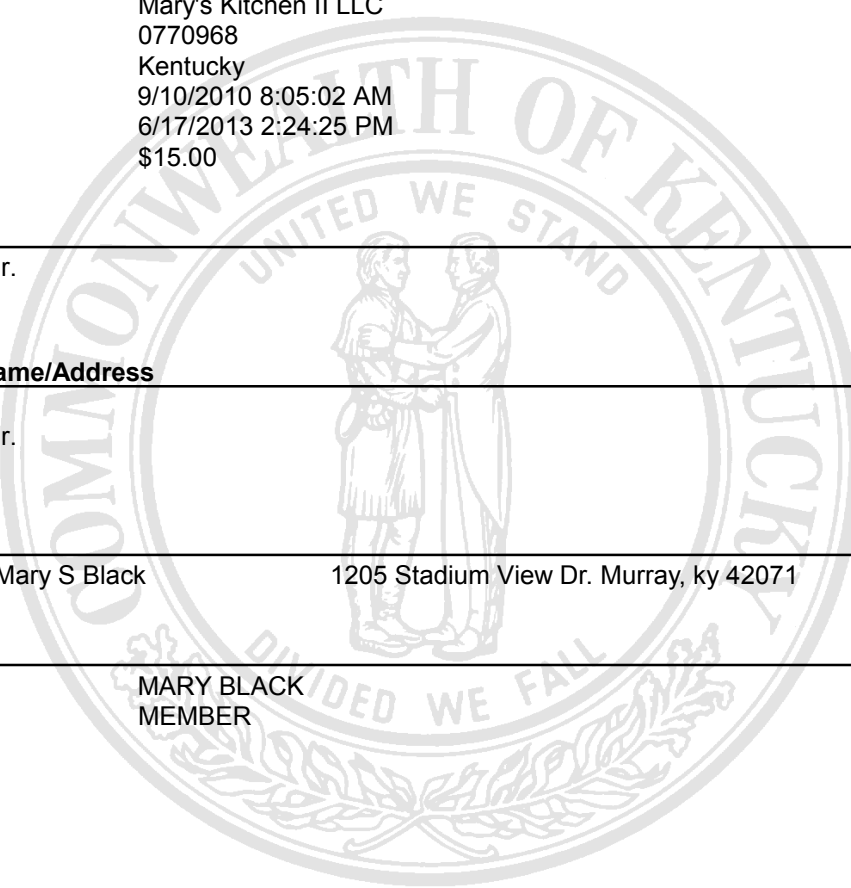 Mary's Kitchen II LLC
0770968
Kentucky
9/10/2010 8:05:02 AM
6/17/2013 2:24:25 PM
$15.00
COMMONWEALTH OF KENTUCKY
UNITED WE STAND
r.
ame/Address
r.
Mary S Black 1205 Stadium View Dr. Murray, ky 42071
DIVIDED WE FALL
MARY BLACK
MEMBER